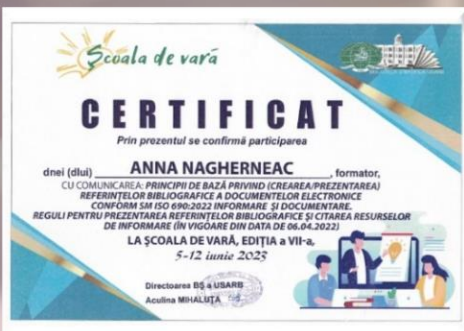 Școala de vară
CERTIFICAT
Prin prezentul se confirmă participarea
dnei (dlui) ANNA NAGHERNEAC, formator,
CU COMUNICAREA: PRINCIPII DE BAZĂ PRIVIND (CREAREA/PREZENTAREA)
REFERINȚELOR BIBLIOGRAFICE A DOCUMENTELOR ELECTRONICE
CONFORM SM ISO 690:2022 INFORMARE ȘI DOCUMENTARE.
REGULI PENTRU PREZENTAREA REFERINȚELOR BIBLIOGRAFICE ȘI CITAREA RESURSELOR
DE INFORMARE (ÎN VIGOARE DIN DATA DE 06.04.2022)
LA ȘCOALA DE VARĂ, EDIȚIA a VII-a,
5-12 iunie 2023
Directoarea BȘ a USARB
Aculina MIHALUȚA